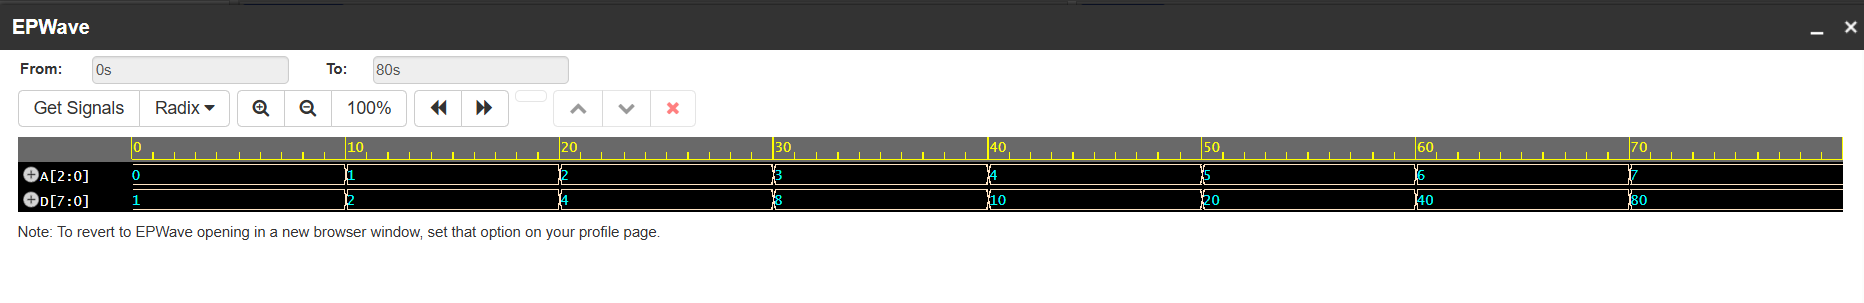 EPWave
From: 0s To: 80s
Get Signals Radix 100%
0 10 20 30 40 50 60 70
A[2:0] 0 1 2 3 4 5 6 7
D[7:0] 1 2 4 8 10 20 40 80
Note: To revert to EPWave opening in a new browser window, set that option on your profile page.